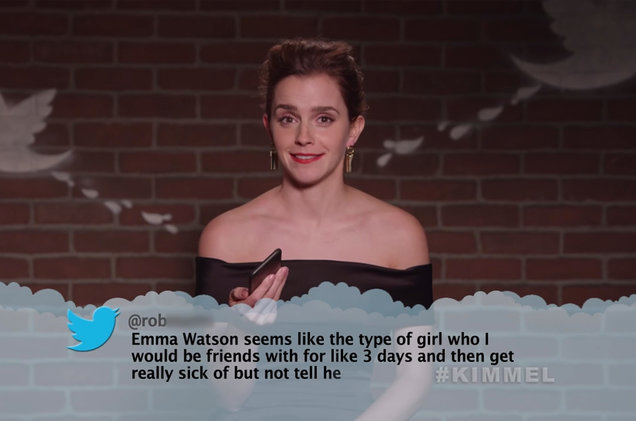 @rob
Emma Watson seems like the type of girl who I
would be friends with for like 3 days and then get
really sick of but not tell he
#KIMMEL